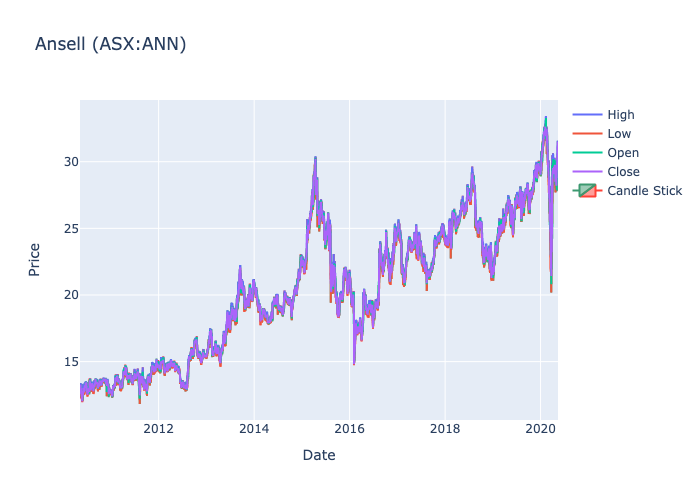 Ansell (ASX:ANN)
High
Low
Open
Close
Candle Stick
30
25
20
15
Price
2012 2014 2016 2018 2020
Date